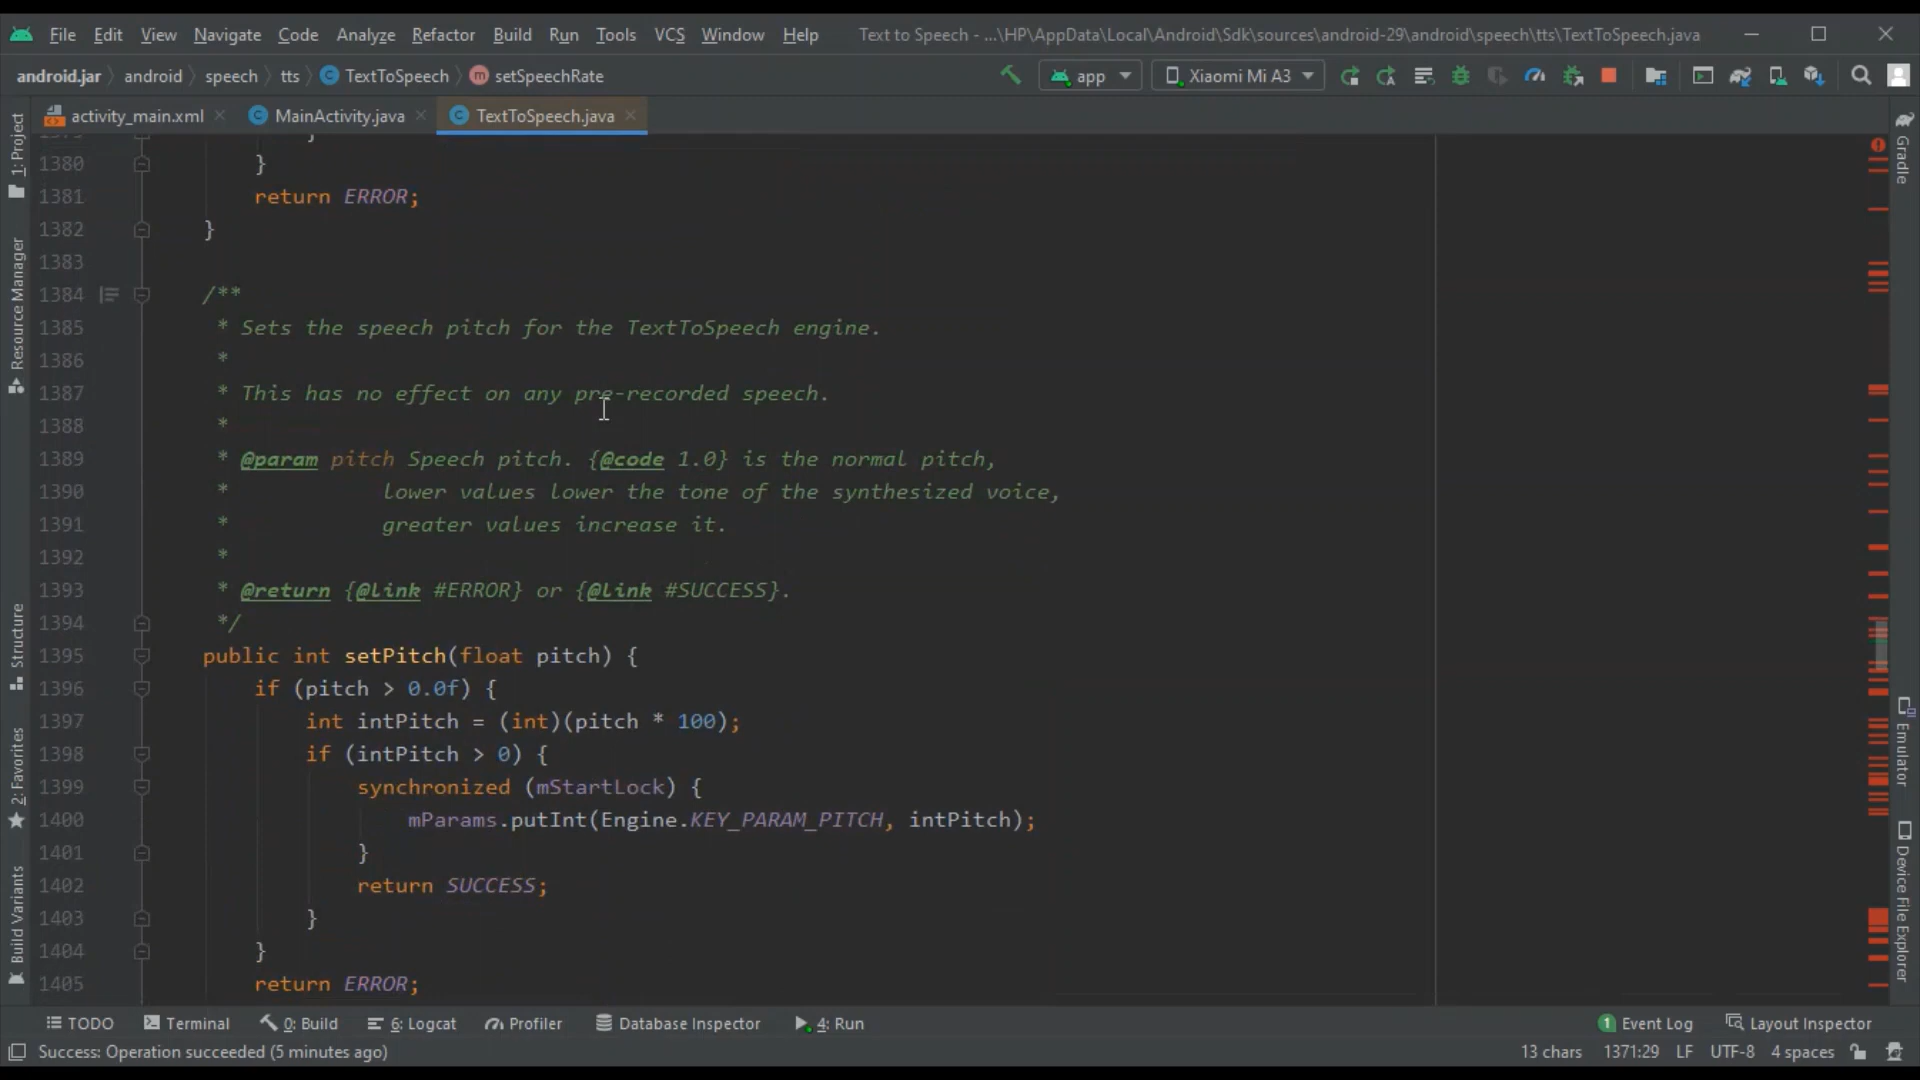 File Edit View Navigate Code Analyze Refactor Build Run Tools VCS Window Help Text to Speech - ...\HP\AppData\Local\Android\Sdk\sources\android-29\android\speech\tts\TextToSpeech.java
android.jar android speech tts TextToSpeech setSpeechRate app Xiaomi Mi A3
activity_main.xml MainActivity.java TextToSpeech.java
1380 }
1381 return ERROR;
1382 }
1383
1384 /**
1385 * Sets the speech pitch for the TextToSpeech engine.
1386 *
1387 * This has no effect on any pre-recorded speech.
1388 *
1389 * @param pitch Speech pitch. {@code 1.0} is the normal pitch,
1390 * lower values lower the tone of the synthesized voice,
1391 * greater values increase it.
1392 *
1393 * @return {@link #ERROR} or {@link #SUCCESS}.
1394 */
1395 public int setPitch(float pitch) {
1396 if (pitch > 0.0f) {
1397 int intPitch = (int)(pitch * 100);
1398 if (intPitch > 0) {
1399 synchronized (mStartLock) {
1400 mParams.putInt(Engine.KEY_PARAM_PITCH, intPitch);
1401 }
1402 return SUCCESS;
1403 }
1404 }
1405 return ERROR;
1: Project
Resource Manager
Structure
2: Favorites
Build Variants
Gradle
Emulator
Device File Explorer
TODO Terminal 0: Build 6: Logcat Profiler Database Inspector 4: Run 1 Event Log Layout Inspector
Success: Operation succeeded (5 minutes ago) 13 chars 1371:29 LF UTF-8 4 spaces